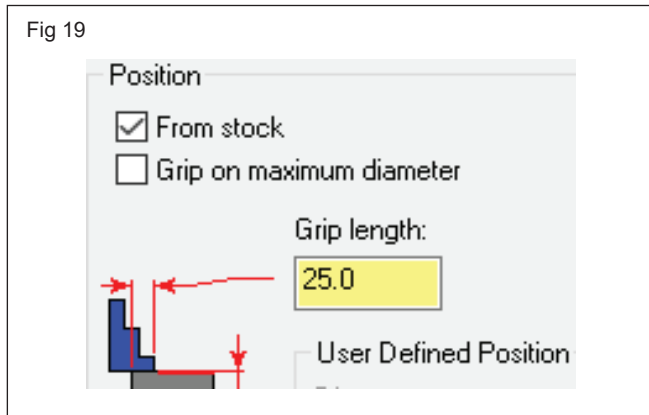 Fig 19
Position
From stock
Grip on maximum diameter
Grip length:
25.0
User Defined Position